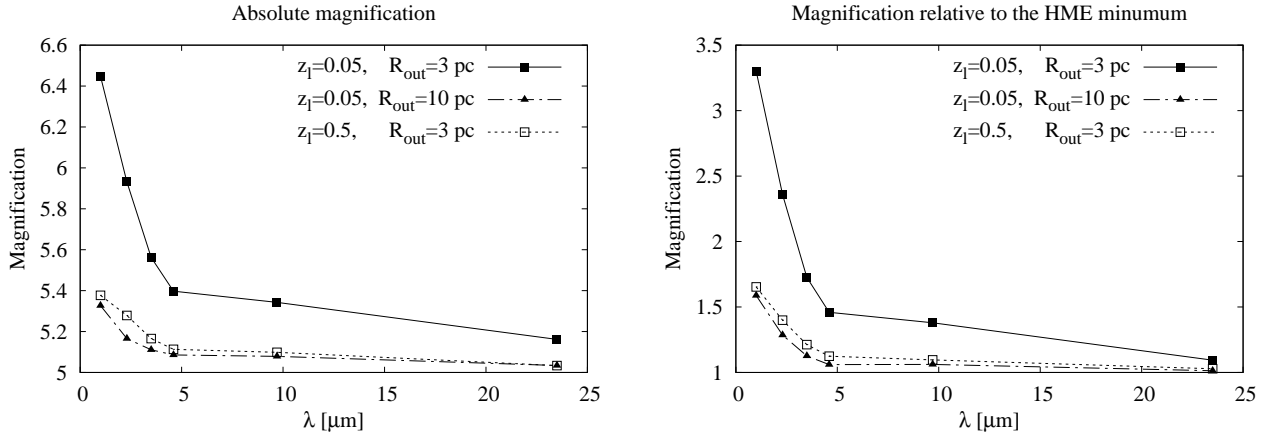 Absolute magnification
6.6
6.4
6.2
6
5.8
5.6
5.4
5.2
5
Magnification
0 5 10 15 20 25
λ [μm]
z_l=0.05, R_out=3 pc
z_l=0.05, R_out=10 pc
z_l=0.5, R_out=3 pc
Magnification relative to the HME minumum
3.5
3
2.5
2
1.5
1
Magnification
0 5 10 15 20 25
λ [μm]
z_l=0.05, R_out=3 pc
z_l=0.05, R_out=10 pc
z_l=0.5, R_out=3 pc